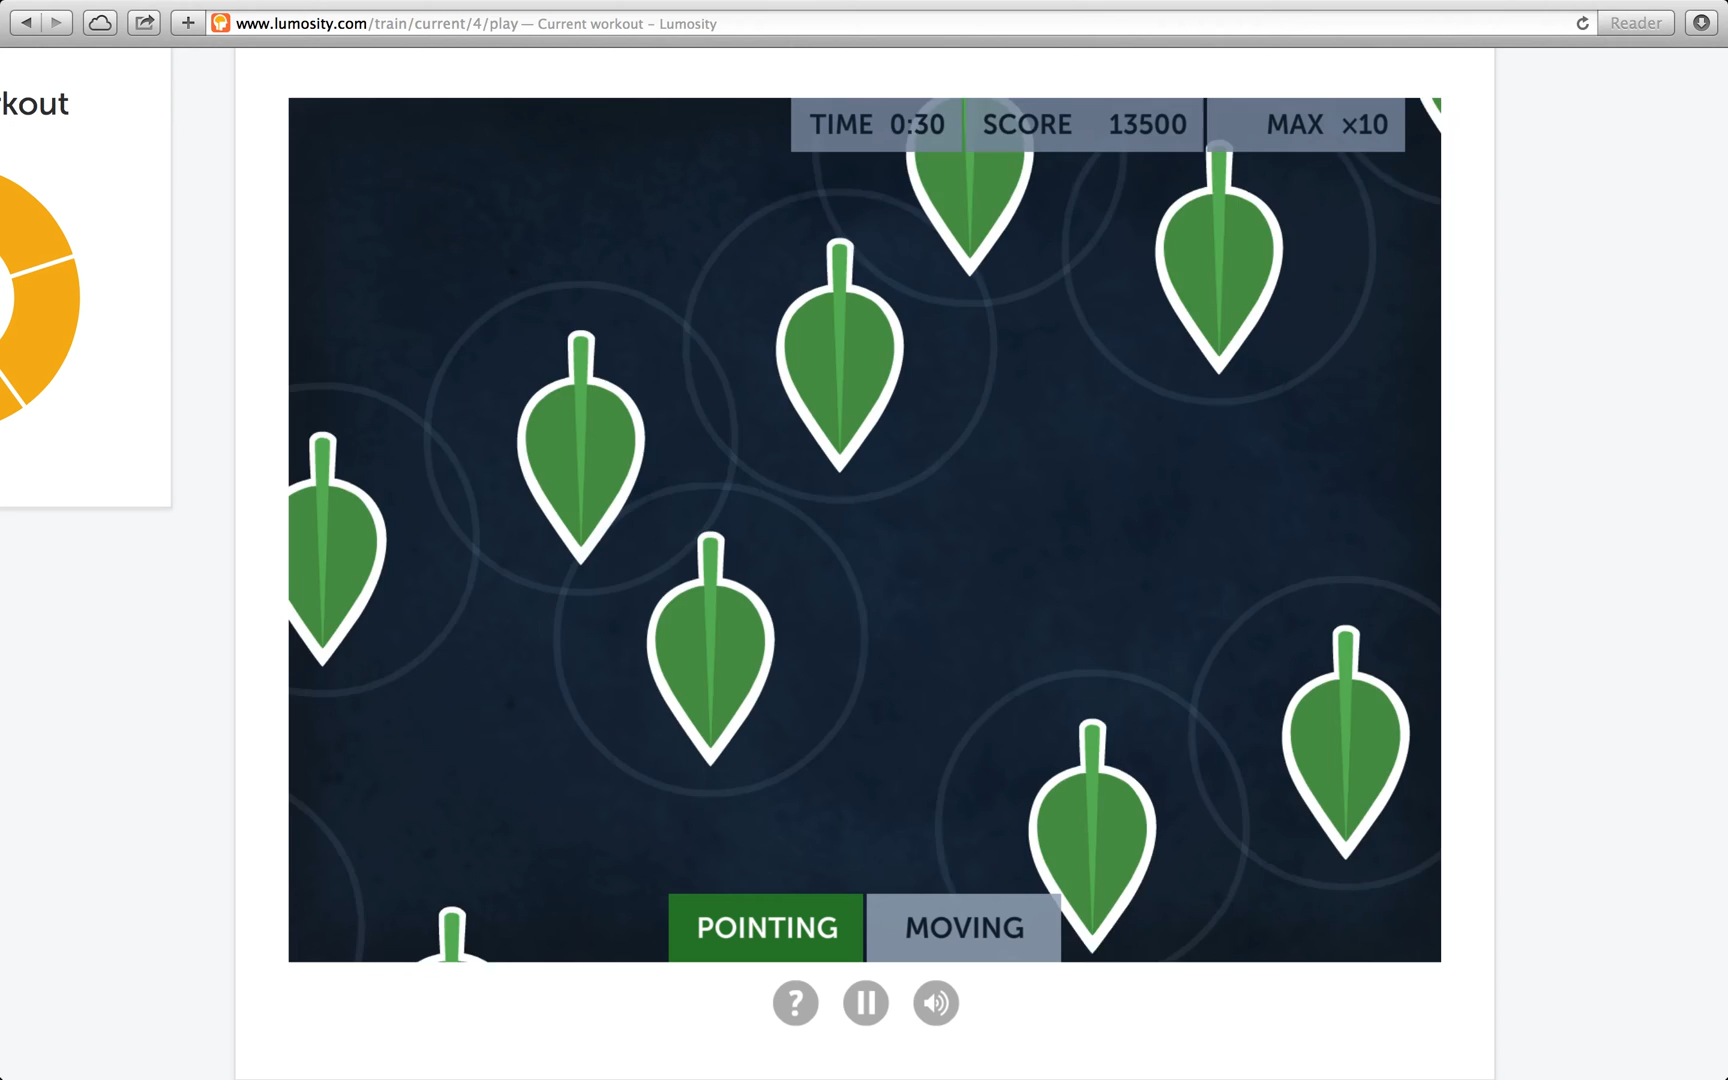 www.lumosity.com/train/current/4/play — Current workout – Lumosity
Reader
kout
TIME 0:30 SCORE 13500 MAX ×10
POINTING MOVING
?